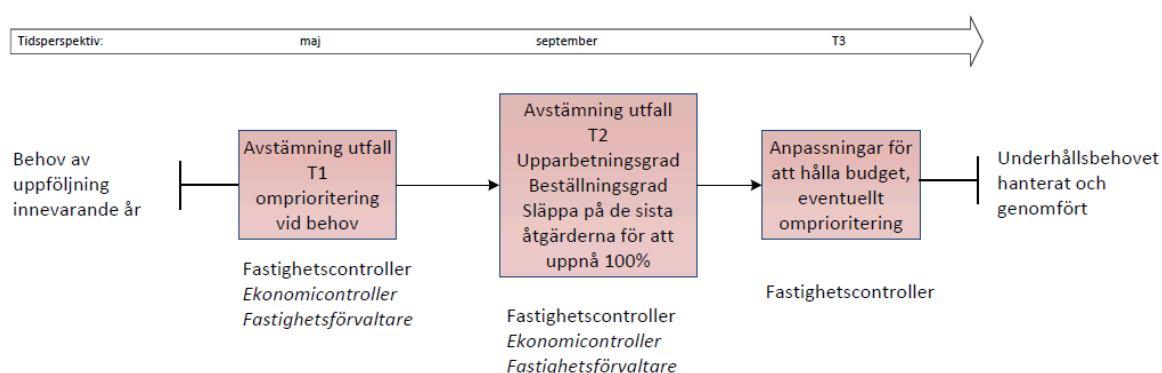 Tidsperspektiv: maj september T3
Behov av
uppföljning
innevarande år
Avstämning utfall
T1
omprioritering
vid behov
Fastighetscontroller
Ekonomicontroller
Fastighetsförvaltare
Avstämning utfall
T2
Upparbetningsgrad
Beställningsgrad
Släppa på de sista
åtgärderna för att
uppnå 100%
Fastighetscontroller
Ekonomicontroller
Fastighetsförvaltare
Anpassningar för
att hålla budget,
eventuellt
omprioritering
Fastighetscontroller
Underhållsbehovet
hanterat och
genomfört